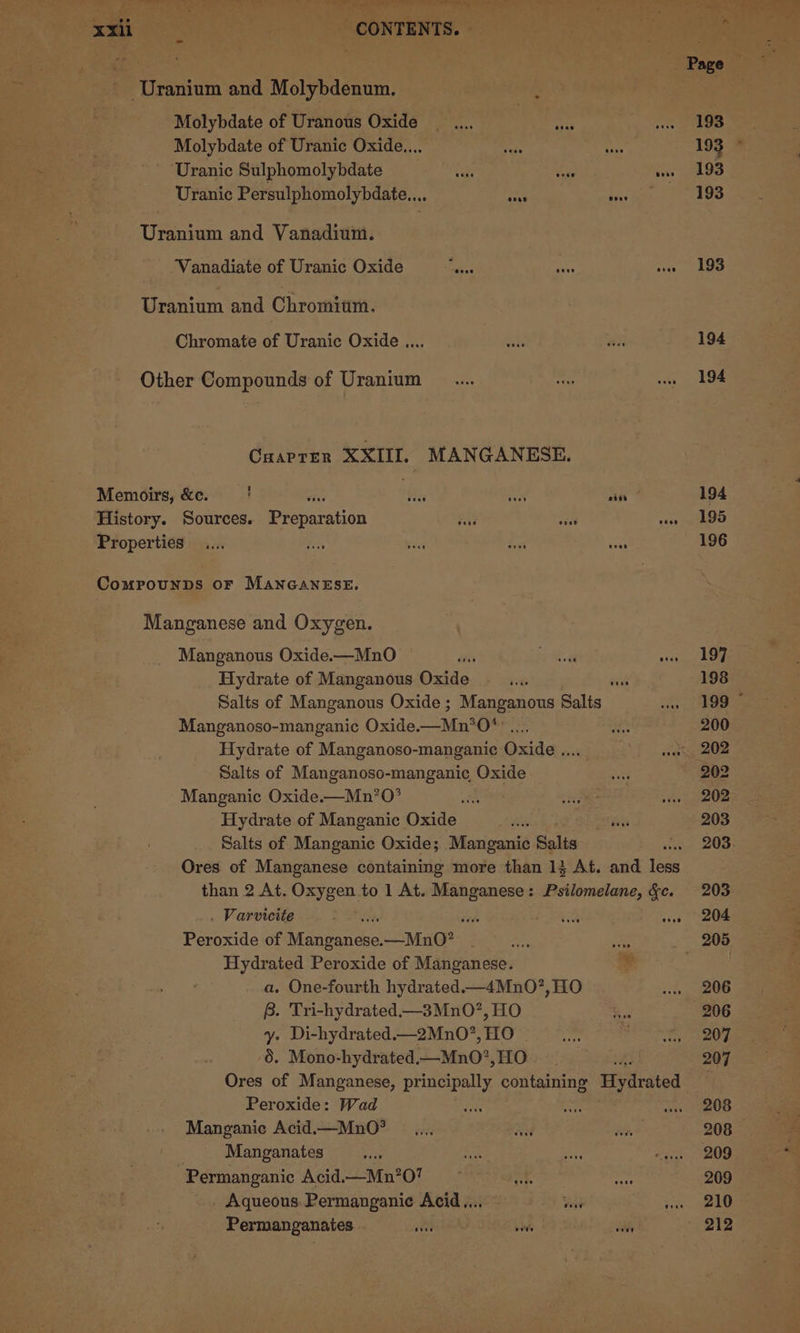 xxii CONTENTS.
Page
Uranium and Molybdenum.
Molybdate of Uranous Oxide .... .... .... 193
Molybdate of Uranic Oxide.... .... .... 193
Uranic Sulphomolybdate .... .... .... 193
Uranic Persulphomolybdate.... .... .... 193
Uranium and Vanadium.
Vanadiate of Uranic Oxide .... .... .... 193
Uranium and Chromium.
Chromate of Uranic Oxide .... .... .... 194
Other Compounds of Uranium .... .... .... 194
CHAPTER XXIII. MANGANESE.
Memoirs, &c. .... .... .... .... 194
History. Sources. Preparation .... .... .... 195
Properties .... .... .... .... .... 196
COMPOUNDS OF MANGANESE.
Manganese and Oxygen.
Manganous Oxide.—MnO .... .... .... 197
Hydrate of Manganous Oxide .... .... 198
Salts of Manganous Oxide; Manganous Salts .... 199
Manganoso-manganic Oxide.—Mn³O⁴ .... .... 200
Hydrate of Manganoso-manganic Oxide .... .... 202
Salts of Manganoso-manganic Oxide .... 202
Manganic Oxide.—Mn²O³ .... .... .... 202
Hydrate of Manganic Oxide .... .... 203
Salts of Manganic Oxide; Manganic Salts .... 203
Ores of Manganese containing more than 1½ At. and less
than 2 At. Oxygen to 1 At. Manganese: Psilomelane, &c. 203
Varvicite .... .... .... .... 204
Peroxide of Manganese.—MnO² .... .... 205
Hydrated Peroxide of Manganese.
a. One-fourth hydrated.—4MnO²,HO .... 206
β. Tri-hydrated.—3MnO²,HO .... 206
γ. Di-hydrated.—2MnO²,HO .... .... 207
δ. Mono-hydrated.—MnO²,HO .... 207
Ores of Manganese, principally containing Hydrated
Peroxide: Wad .... .... .... 208
Manganic Acid.—MnO³ .... .... .... 208
Manganates .... .... .... .... 209
Permanganic Acid.—Mn²O⁷ .... .... 209
Aqueous Permanganic Acid.... .... .... 210
Permanganates .... .... .... 212